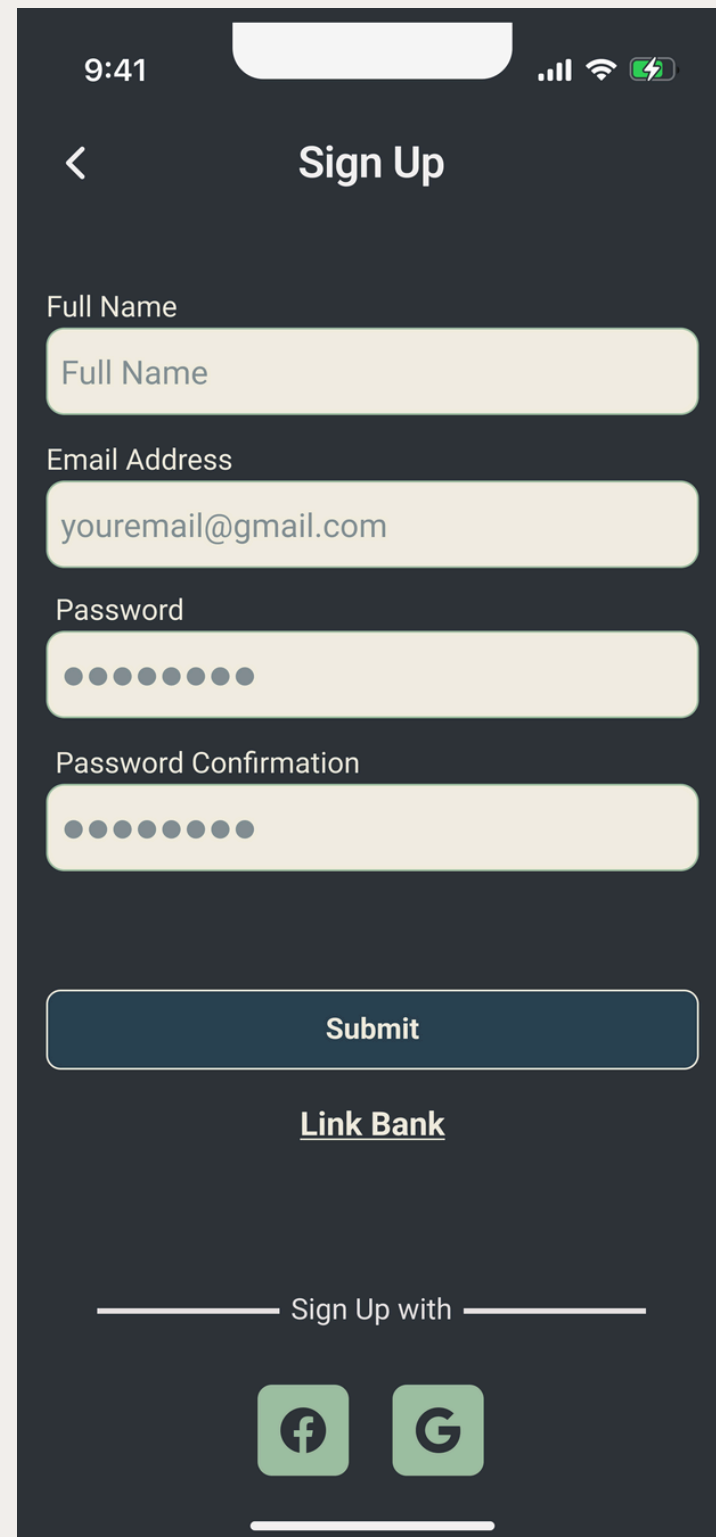 9:41
Sign Up
Full Name
Full Name
Email Address
youremail@gmail.com
Password
●●●●●●●●
Password Confirmation
●●●●●●●●
Submit
Link Bank
Sign Up with